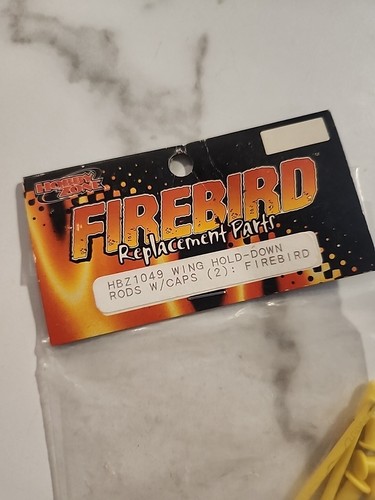 HOBBY
ZONE
FIREBIRD
Replacement Parts
HBZ1049 WING HOLD-DOWN
RODS W/CAPS (2): FIREBIRD